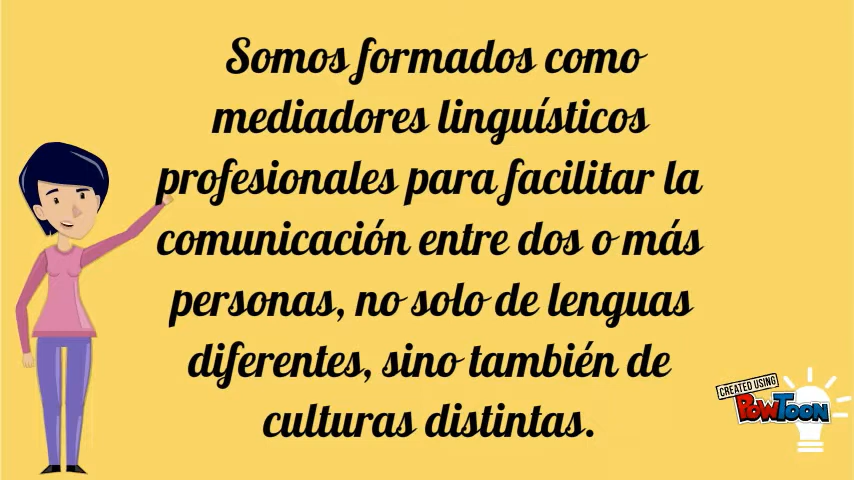 Somos formados como
mediadores linguísticos
profesionales para facilitar la
comunicación entre dos o más
personas, no solo de lenguas
diferentes, sino también de
culturas distintas.
CREATED USING
POWTOON